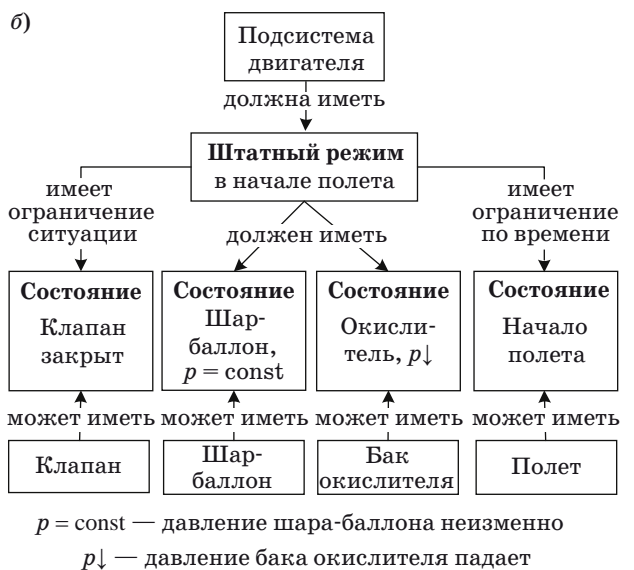 б)
Подсистема
двигателя
должна иметь
Штатный режим
в начале полета
имеет
ограничение
ситуации
должен иметь
имеет
ограничение
по времени
Состояние
Клапан
закрыт
Состояние
Шар-
баллон,
p = const
Состояние
Окисли-
тель, p↓
Состояние
Начало
полета
может иметь
может иметь
может иметь
может иметь
Клапан
Шар-
баллон
Бак
окислителя
Полет
p = const — давление шара-баллона неизменно
p↓ — давление бака окислителя падает